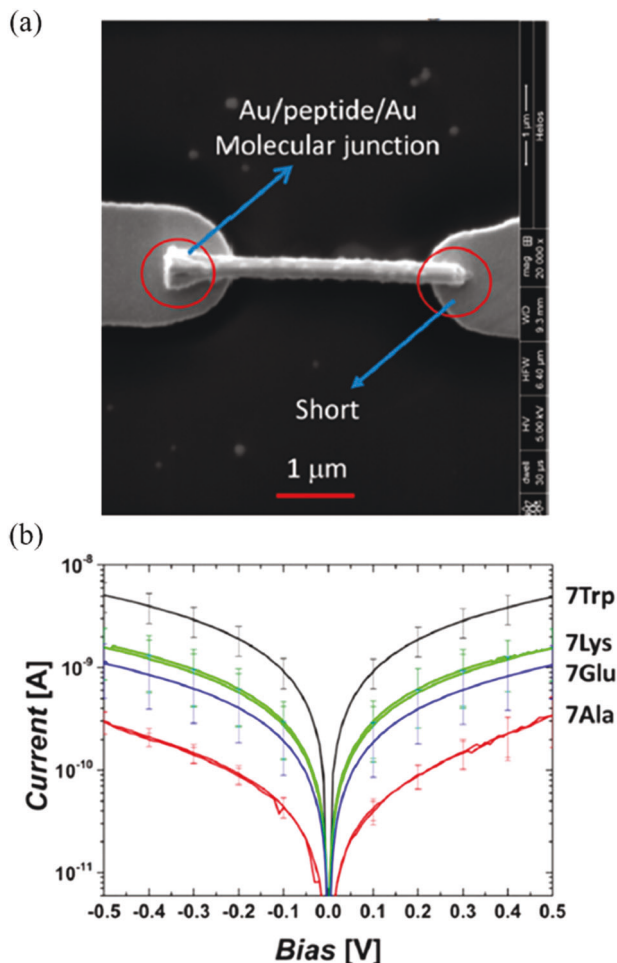 (a)
Au/peptide/Au
Molecular junction
Short
1 μm
1 μm
Helios
mag
20 000 x
WD
9.3 mm
HFW
6.40 μm
HV
5.00 kV
dwell
30 μs
(b)
Current [A]
10⁻⁸
10⁻⁹
10⁻¹⁰
10⁻¹¹
7Trp
7Lys
7Glu
7Ala
-0.5 -0.4 -0.3 -0.2 -0.1 0.0 0.1 0.2 0.3 0.4 0.5
Bias [V]